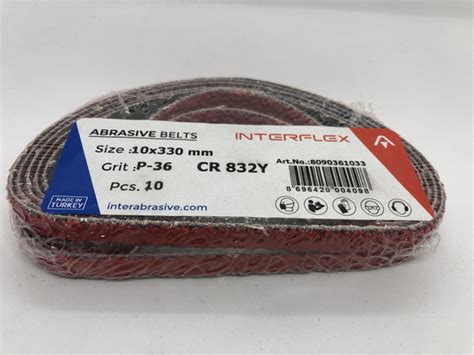 ABRASIVE BELTS
INTERFLEX
Size :10x330 mm
Grit :P-36 CR 832Y
Art.No.:8090361033
Pcs. 10
8 696420 004098
MADE IN
TURKEY
interabrasive.com